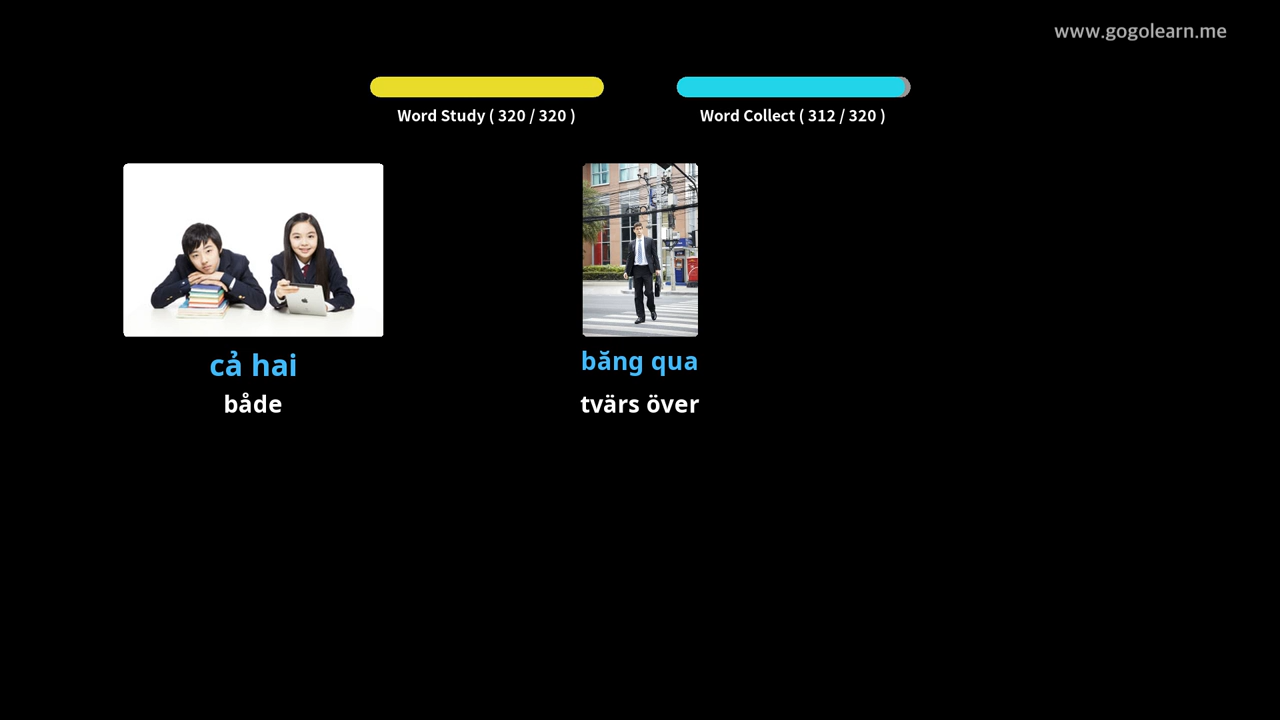 www.gogolearn.me
Word Study ( 320 / 320 )
Word Collect ( 312 / 320 )
cả hai
både
băng qua
tvärs över